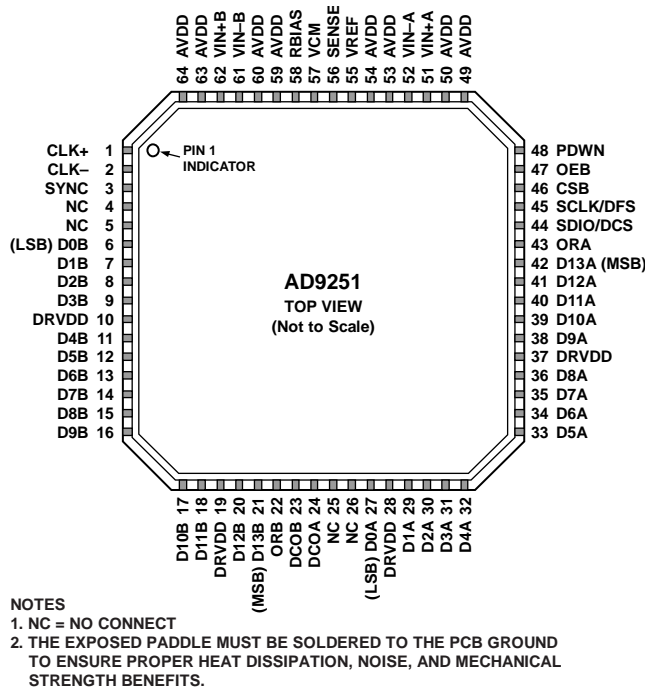 64 AVDD
63 AVDD
62 VIN+B
61 VIN–B
60 AVDD
59 AVDD
58 RBIAS
57 VCM
56 SENSE
55 VREF
54 AVDD
53 AVDD
52 VIN–A
51 VIN+A
50 AVDD
49 AVDD
CLK+ 1
CLK– 2
SYNC 3
NC 4
NC 5
(LSB) D0B 6
D1B 7
D2B 8
D3B 9
DRVDD 10
D4B 11
D5B 12
D6B 13
D7B 14
D8B 15
D9B 16
PIN 1
INDICATOR
AD9251
TOP VIEW
(Not to Scale)
48 PDWN
47 OEB
46 CSB
45 SCLK/DFS
44 SDIO/DCS
43 ORA
42 D13A (MSB)
41 D12A
40 D11A
39 D10A
38 D9A
37 DRVDD
36 D8A
35 D7A
34 D6A
33 D5A
D10B 17
D11B 18
DRVDD 19
D12B 20
(MSB) D13B 21
ORB 22
DCOB 23
DCOA 24
NC 25
NC 26
(LSB) D0A 27
DRVDD 28
D1A 29
D2A 30
D3A 31
D4A 32
NOTES
1. NC = NO CONNECT
2. THE EXPOSED PADDLE MUST BE SOLDERED TO THE PCB GROUND
TO ENSURE PROPER HEAT DISSIPATION, NOISE, AND MECHANICAL
STRENGTH BENEFITS.